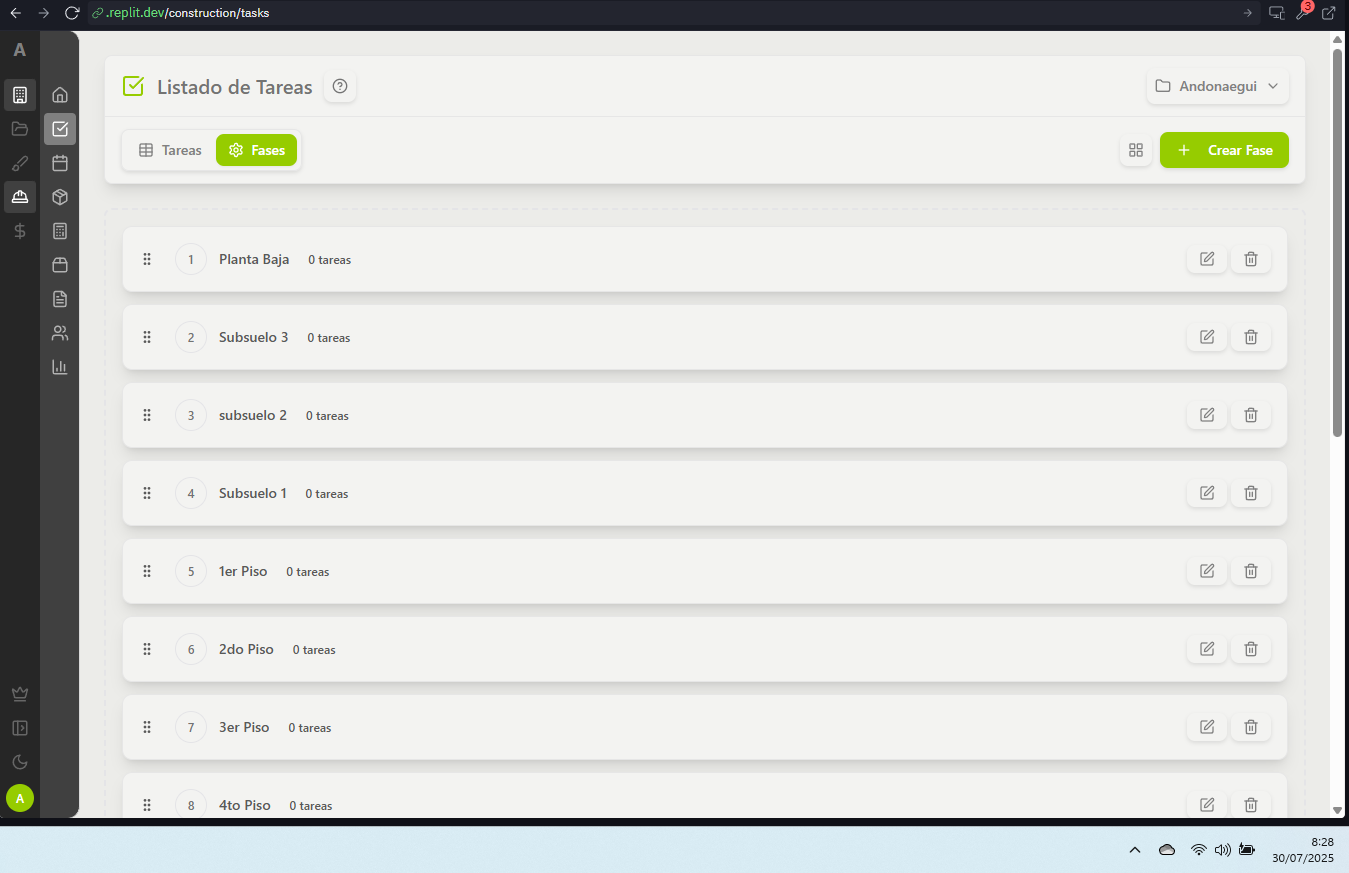 .replit.dev/construction/tasks
3
A
Listado de Tareas
Andonaegui
Tareas
Fases
Crear Fase
1 Planta Baja 0 tareas
2 Subsuelo 3 0 tareas
3 subsuelo 2 0 tareas
4 Subsuelo 1 0 tareas
5 1er Piso 0 tareas
6 2do Piso 0 tareas
7 3er Piso 0 tareas
8 4to Piso 0 tareas
A
8:28
30/07/2025